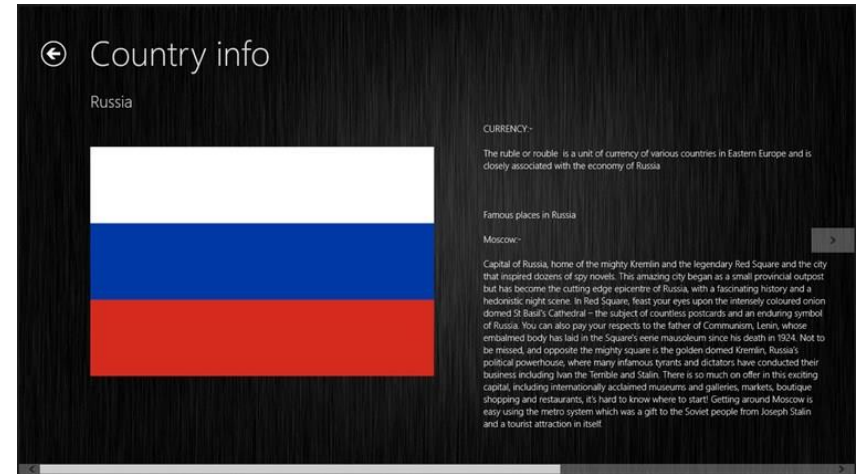 Country info
Russia
CURRENCY:-
The ruble or rouble is a unit of currency of various countries in Eastern Europe and is
closely associated with the economy of Russia
Famous places in Russia
Moscow:-
Capital of Russia, home of the mighty Kremlin and the legendary Red Square and the city
that inspired dozens of spy novels. This amazing city began as a small provincial outpost
but has become the cutting edge epicentre of Russia, with a fascinating history and a
hedonistic night scene. In Red Square, feast your eyes upon the intensely coloured onion
domed St Basil's Cathedral – the subject of countless postcards and an enduring symbol
of Russia. You can also pay your respects to the father of Communism, Lenin, whose
embalmed body has laid in the Square's eerie mausoleum since his death in 1924. Not to
be missed, and opposite the mighty square is the golden domed Kremlin, Russia's
political powerhouse, where many infamous tyrants and dictators have conducted their
business including Ivan the Terrible and Stalin. There is so much on offer in this exciting
capital, including internationally acclaimed museums and galleries, markets, boutique
shopping and restaurants, it's hard to know where to start! Getting around Moscow is
easy using the metro system which was a gift to the Soviet people from Joseph Stalin
and a tourist attraction in itself.